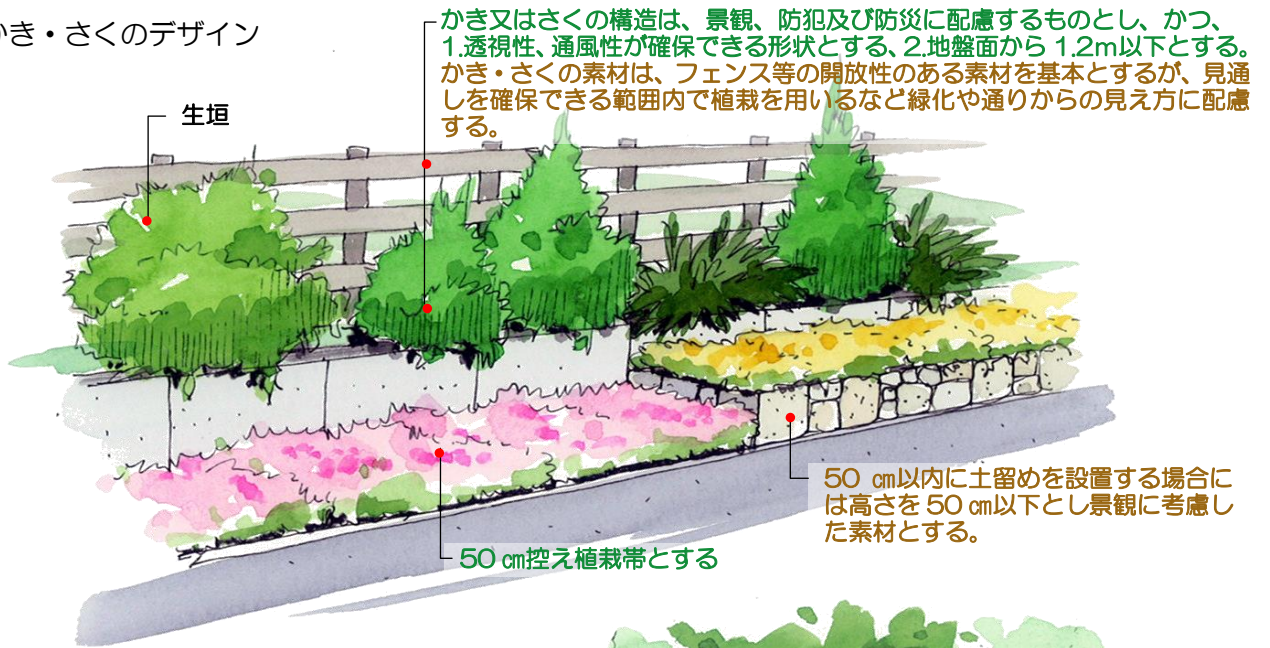 かき・さくのデザイン
かき又はさくの構造は、景観、防犯及び防災に配慮するものとし、かつ、
1.透視性、通風性が確保できる形状とする、2.地盤面から 1.2m以下とする。
かき・さくの素材は、フェンス等の開放性のある素材を基本とするが、見通
しを確保できる範囲内で植栽を用いるなど緑化や通りからの見え方に配慮
する。
生垣
50 ㎝以内に土留めを設置する場合に
は高さを 50 ㎝以下とし景観に考慮し
た素材とする。
50 ㎝控え植栽帯とする